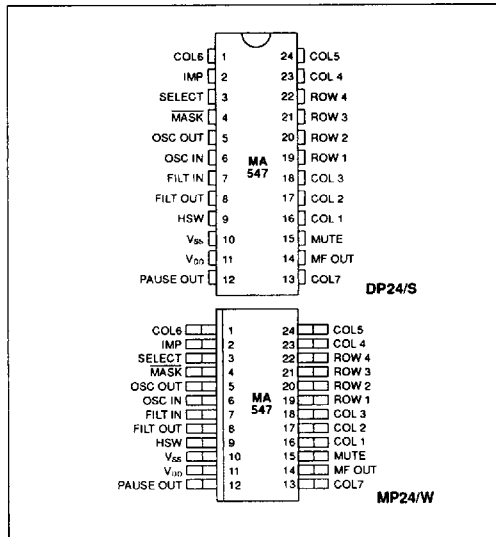 COL6 1 24 COL5
IMP 2 23 COL 4
SELECT 3 22 ROW 4
MASK 4 21 ROW 3
OSC OUT 5 20 ROW 2
OSC IN 6 MA 19 ROW 1
FILT IN 7 547 18 COL 3
FILT OUT 8 17 COL 2
HSW 9 16 COL 1
VSS 10 15 MUTE
VDD 11 14 MF OUT
PAUSE OUT 12 13 COL7
DP24/S
COL6 1 24 COL5
IMP 2 23 COL 4
SELECT 3 22 ROW 4
MASK 4 21 ROW 3
OSC OUT 5 20 ROW 2
OSC IN 6 MA 19 ROW 1
FILT IN 7 547 18 COL 3
FILT OUT 8 17 COL 2
HSW 9 16 COL 1
VSS 10 15 MUTE
VDD 11 14 MF OUT
PAUSE OUT 12 13 COL7
MP24/W